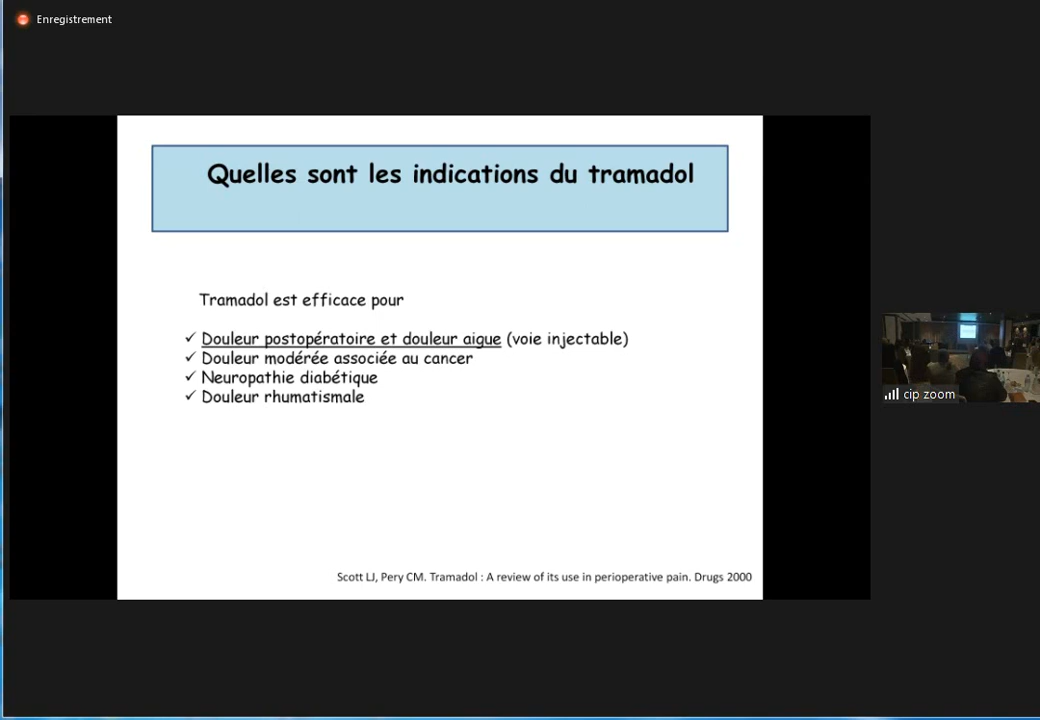 Enregistrement
Quelles sont les indications du tramadol
Tramadol est efficace pour
✓ Douleur postopératoire et douleur aigue (voie injectable)
✓ Douleur modérée associée au cancer
✓ Neuropathie diabétique
✓ Douleur rhumatismale
Scott LJ, Pery CM. Tramadol : A review of its use in perioperative pain. Drugs 2000
cip zoom